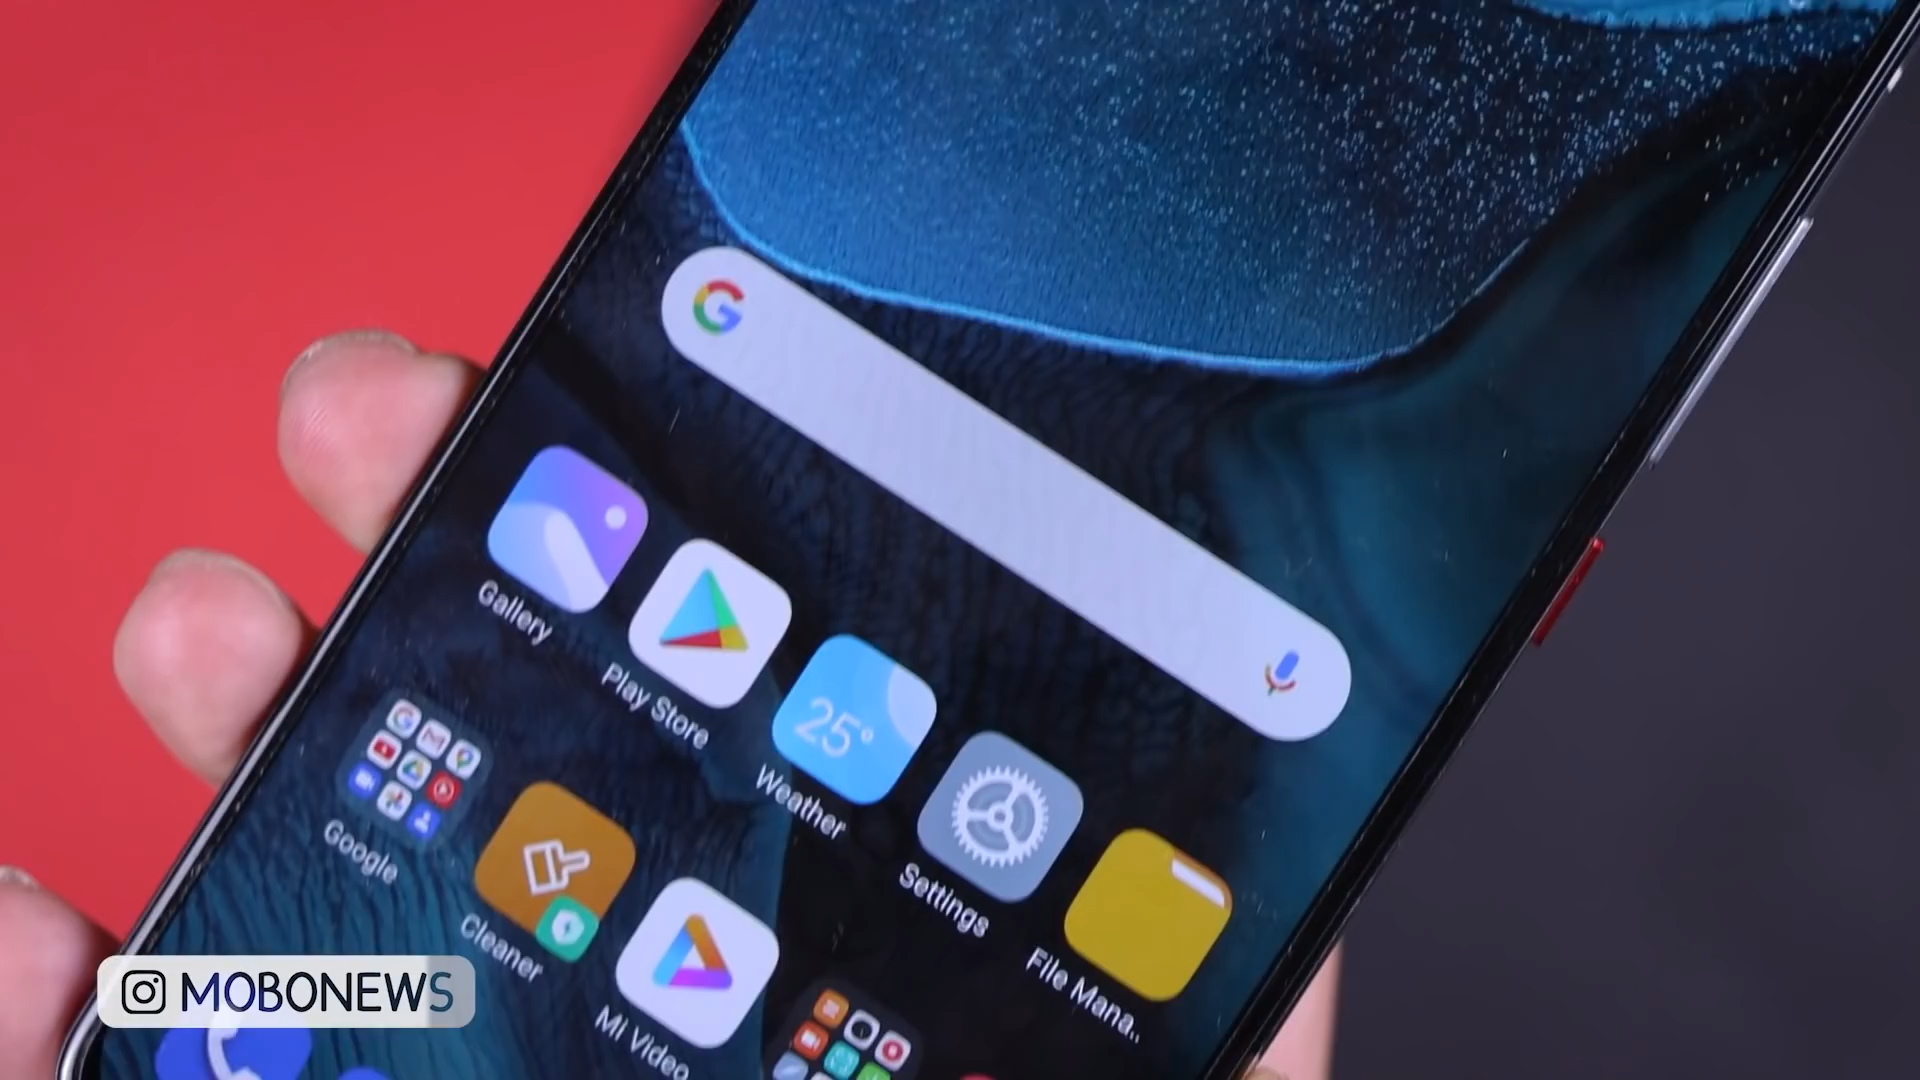 Gallery
Play Store
25°
Weather
Settings
File Mana..
Google
Cleaner
Mi Video
MOBONEWS